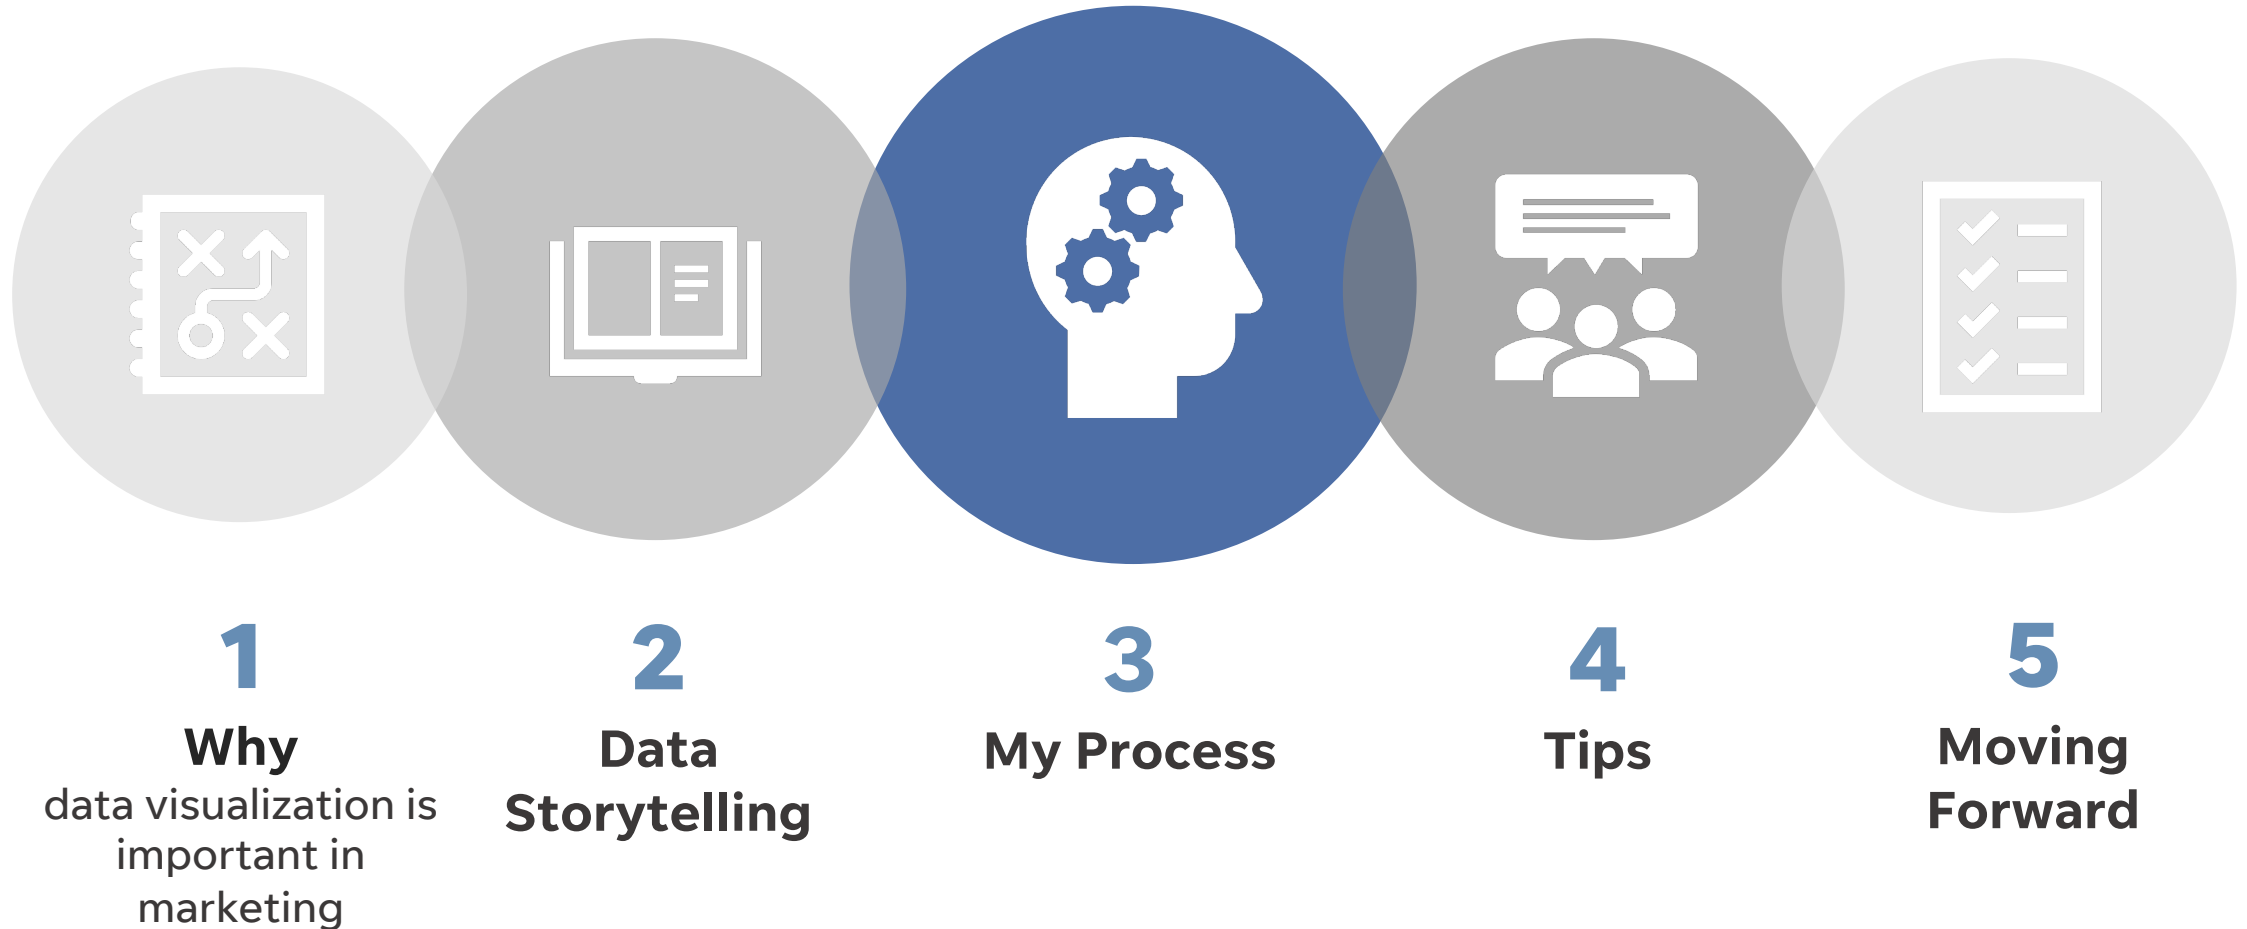 1
Why
data visualization is
important in
marketing
2
Data
Storytelling
3
My Process
4
Tips
5
Moving
Forward